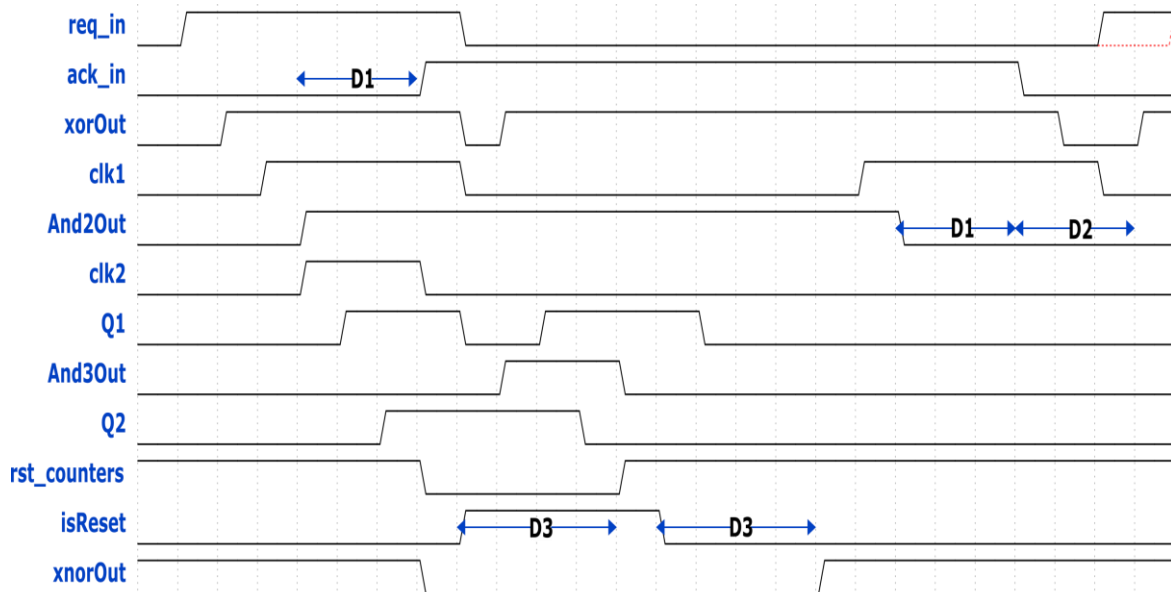 req_in
ack_in
D1
xorOut
clk1
And2Out
D1
D2
clk2
Q1
And3Out
Q2
rst_counters
isReset
D3
D3
xnorOut